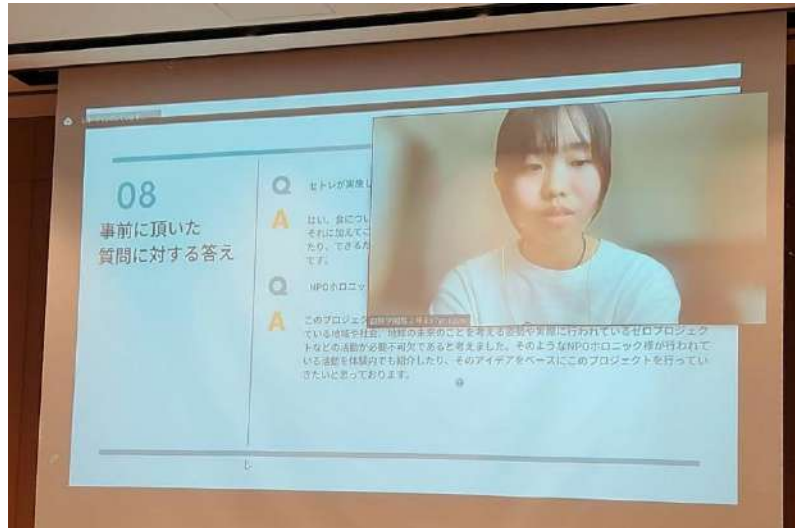 08
事前に頂いた
質問に対する答え
Q セトレが実施し
A はい、食につい
それに加えてこ
たり、できるだ
です。
Q NPOホロニッ
A このプロジェク
ている地域や社会、地球の未来のことを考える
実際に行われているゼロプロジェク
トなどの活動が必要不可欠であると考えました。そのようなNPOホロニック様が行われて
いる活動を体験内でも紹介したり、そのアイデアをベースにこのプロジェクトを行ってい
きたいと思っております。